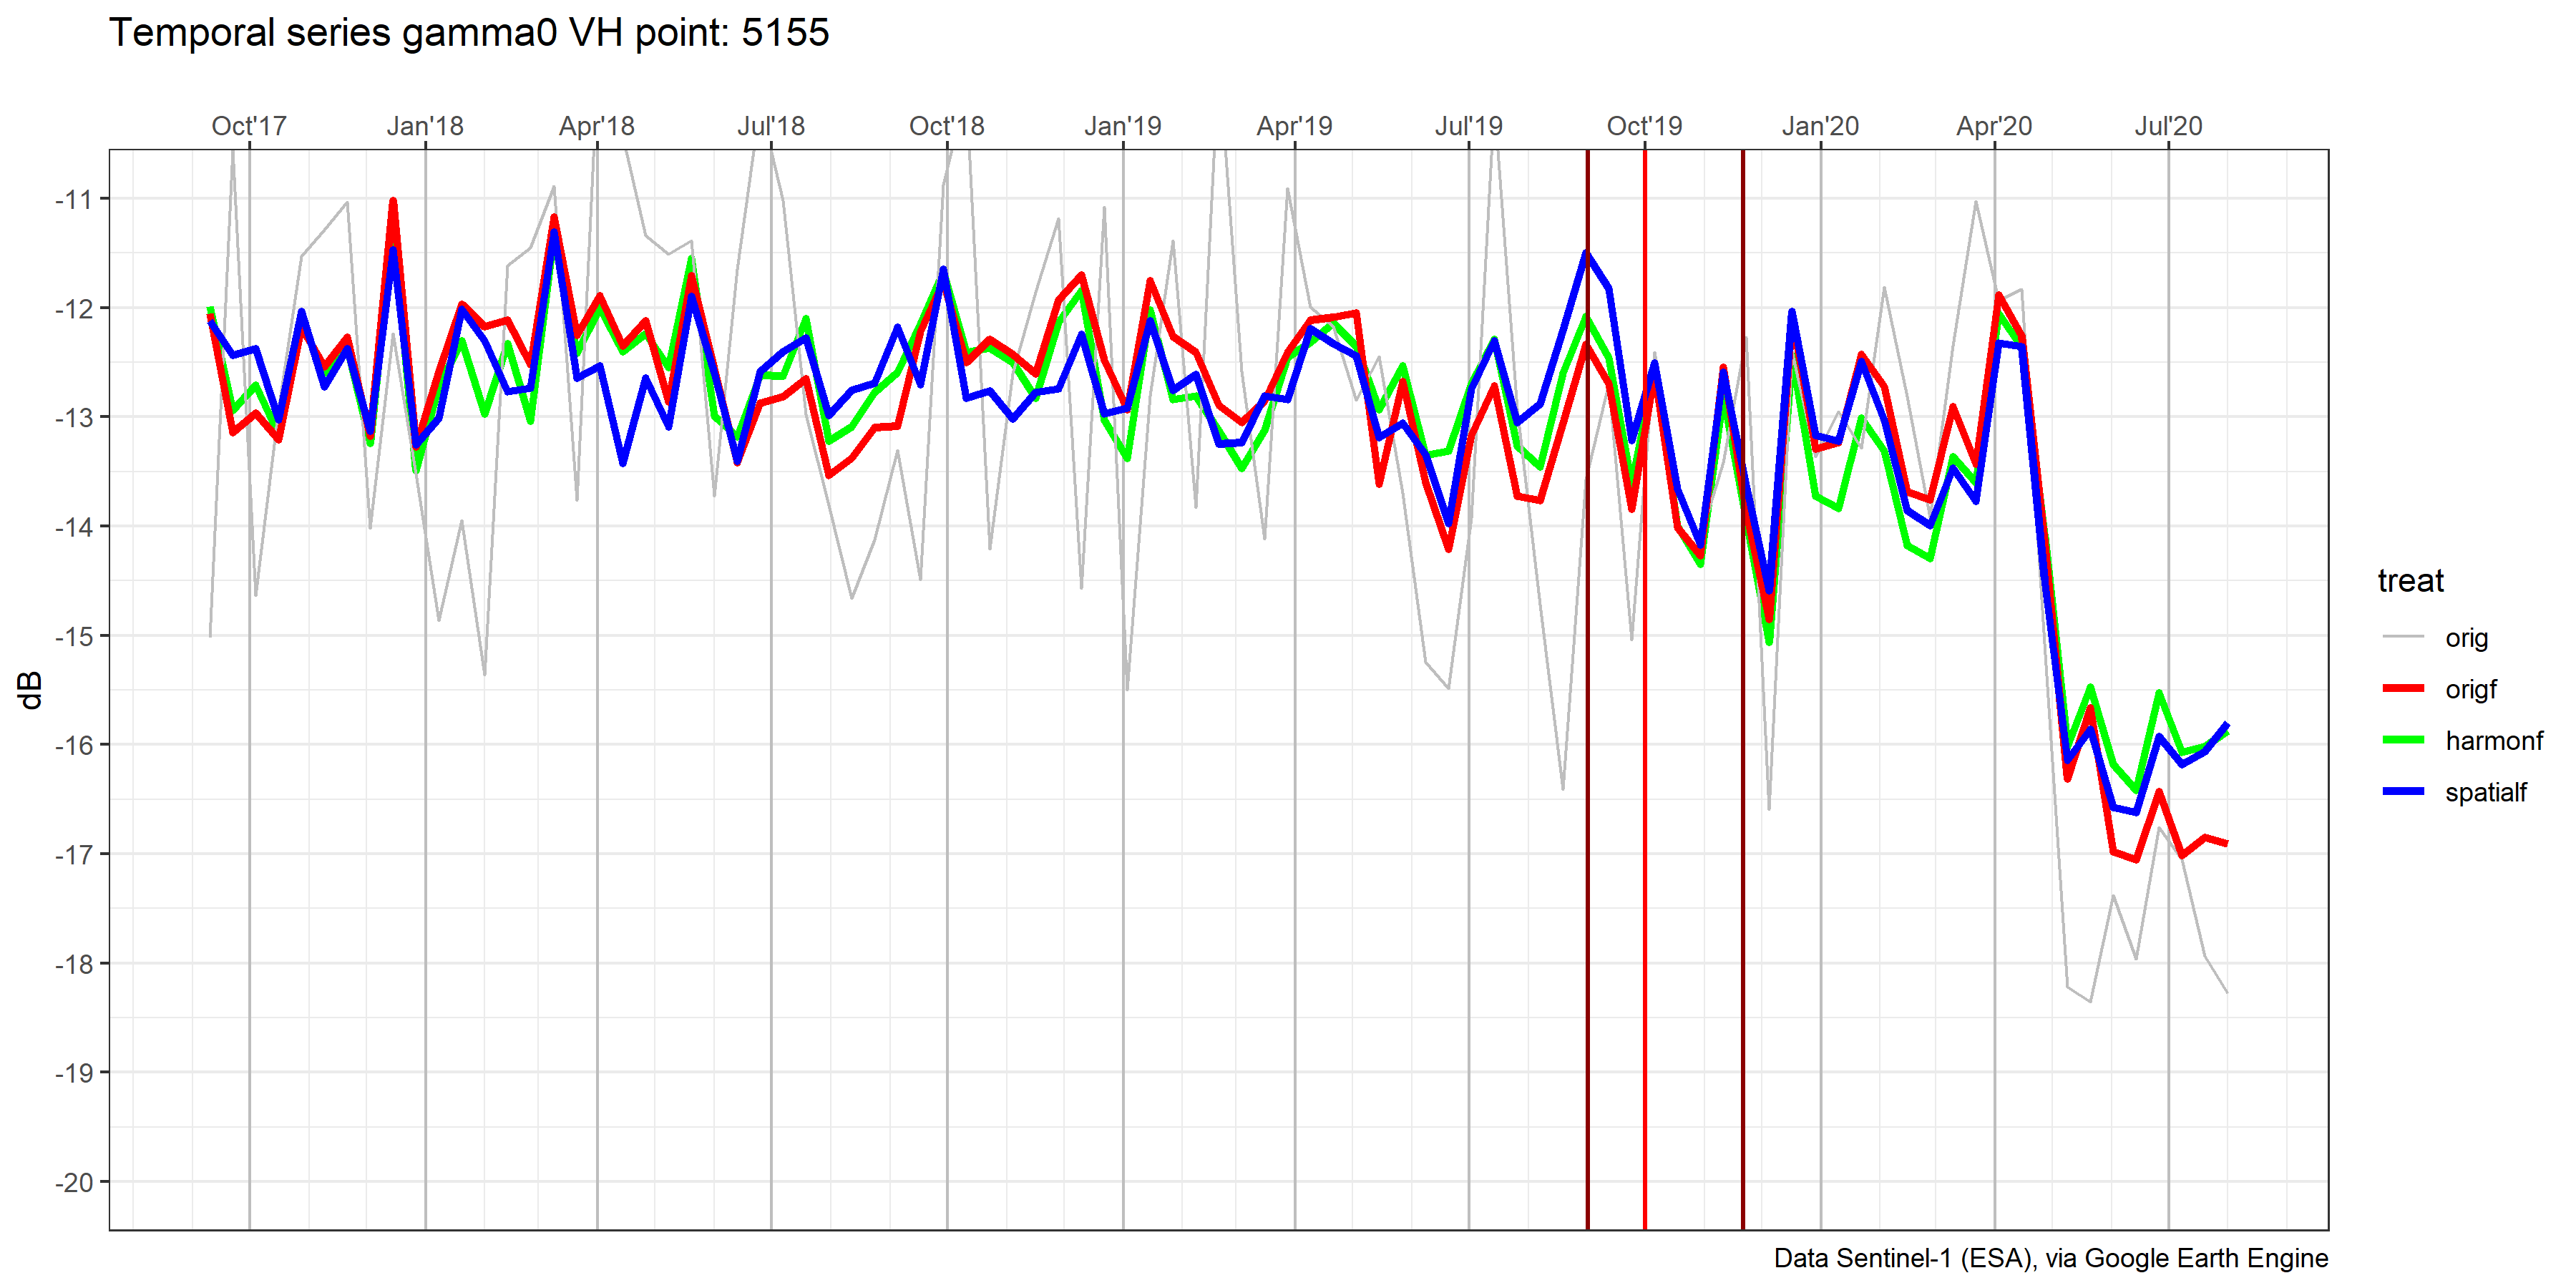 Temporal series gamma0 VH point: 5155
Oct'17 Jan'18 Apr'18 Jul'18 Oct'18 Jan'19 Apr'19 Jul'19 Oct'19 Jan'20 Apr'20 Jul'20
-11
-12
-13
-14
-15
-16
-17
-18
-19
-20
dB
treat
orig
origf
harmonf
spatialf
Data Sentinel-1 (ESA), via Google Earth Engine